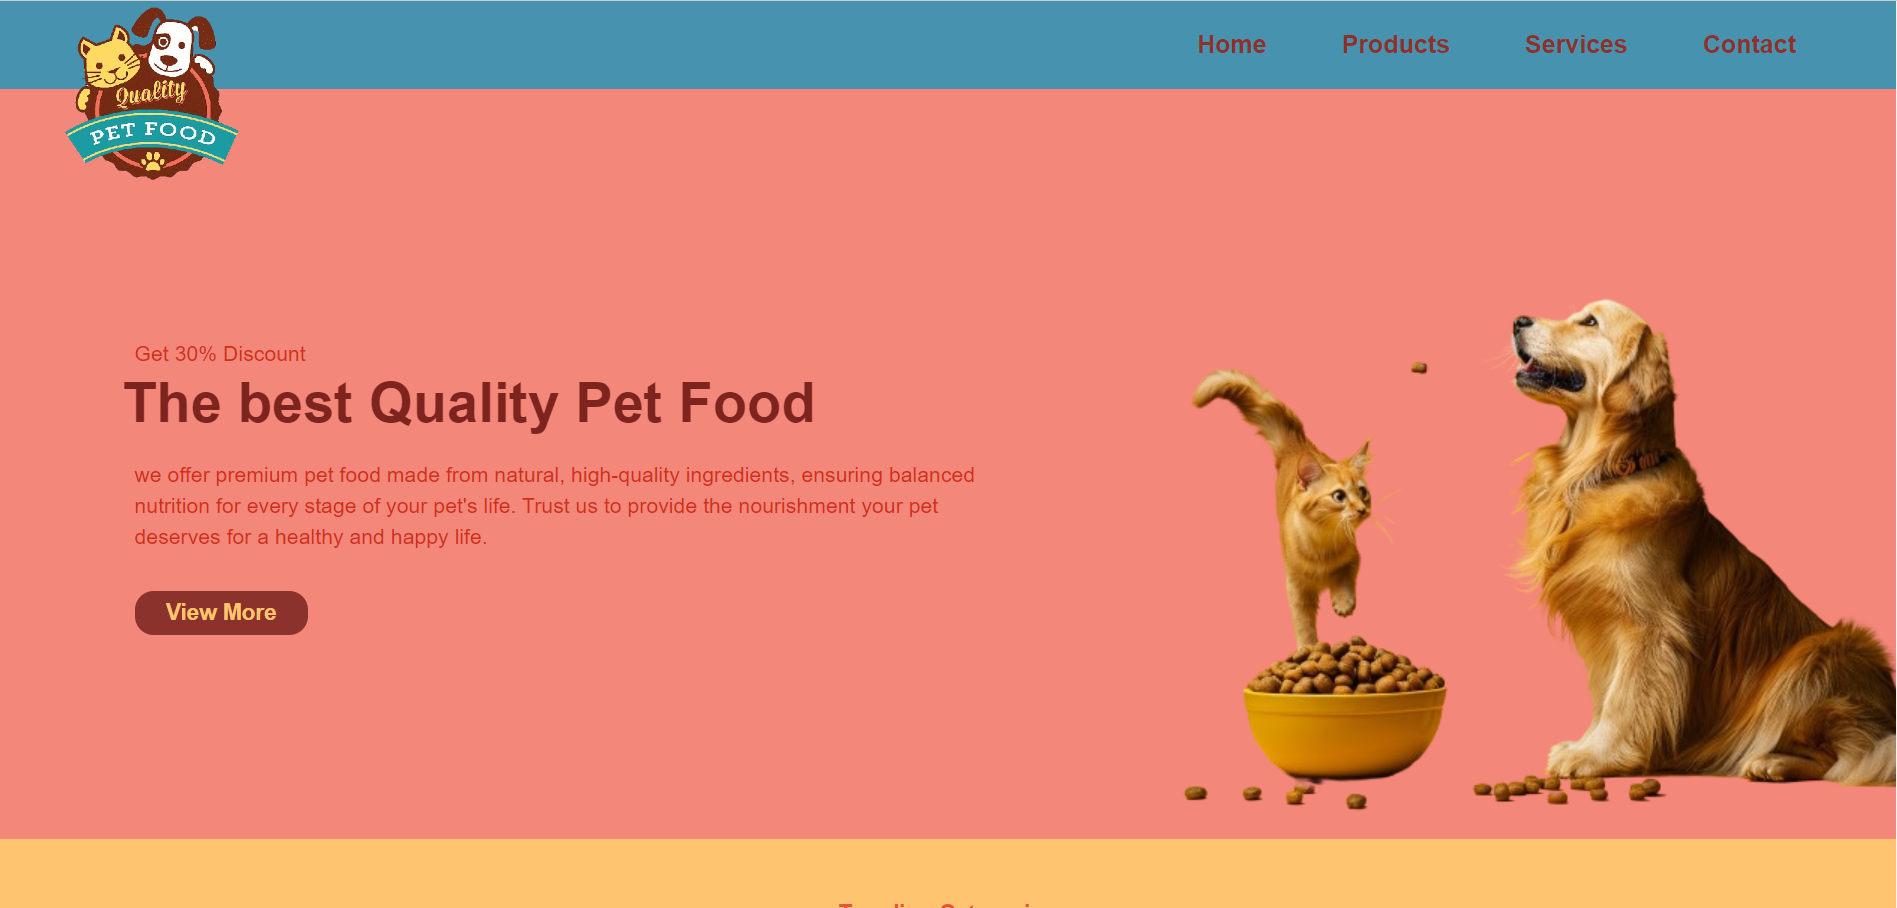 Home Products Services Contact
Quality
PET FOOD
Get 30% Discount
The best Quality Pet Food
we offer premium pet food made from natural, high-quality ingredients, ensuring balanced
nutrition for every stage of your pet's life. Trust us to provide the nourishment your pet
deserves for a healthy and happy life.
View More